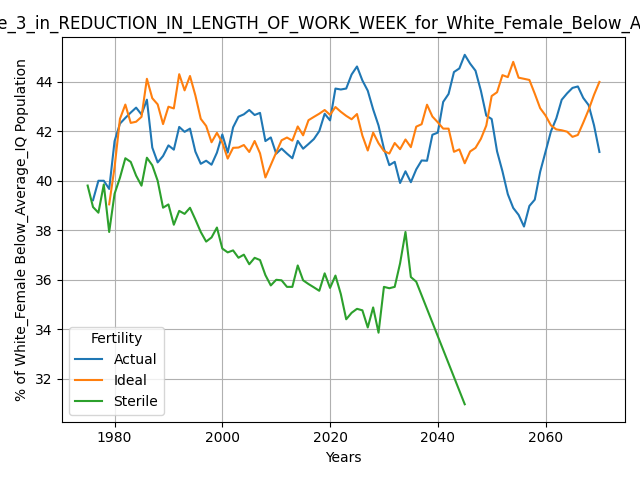 e_3_in_REDUCTION_IN_LENGTH_OF_WORK_WEEK_for_White_Female_Below_A
% of White_Female Below_Average_IQ Population
44
42
40
38
36
34
32
Fertility
Actual
Ideal
Sterile
1980
2000
2020
2040
2060
Years